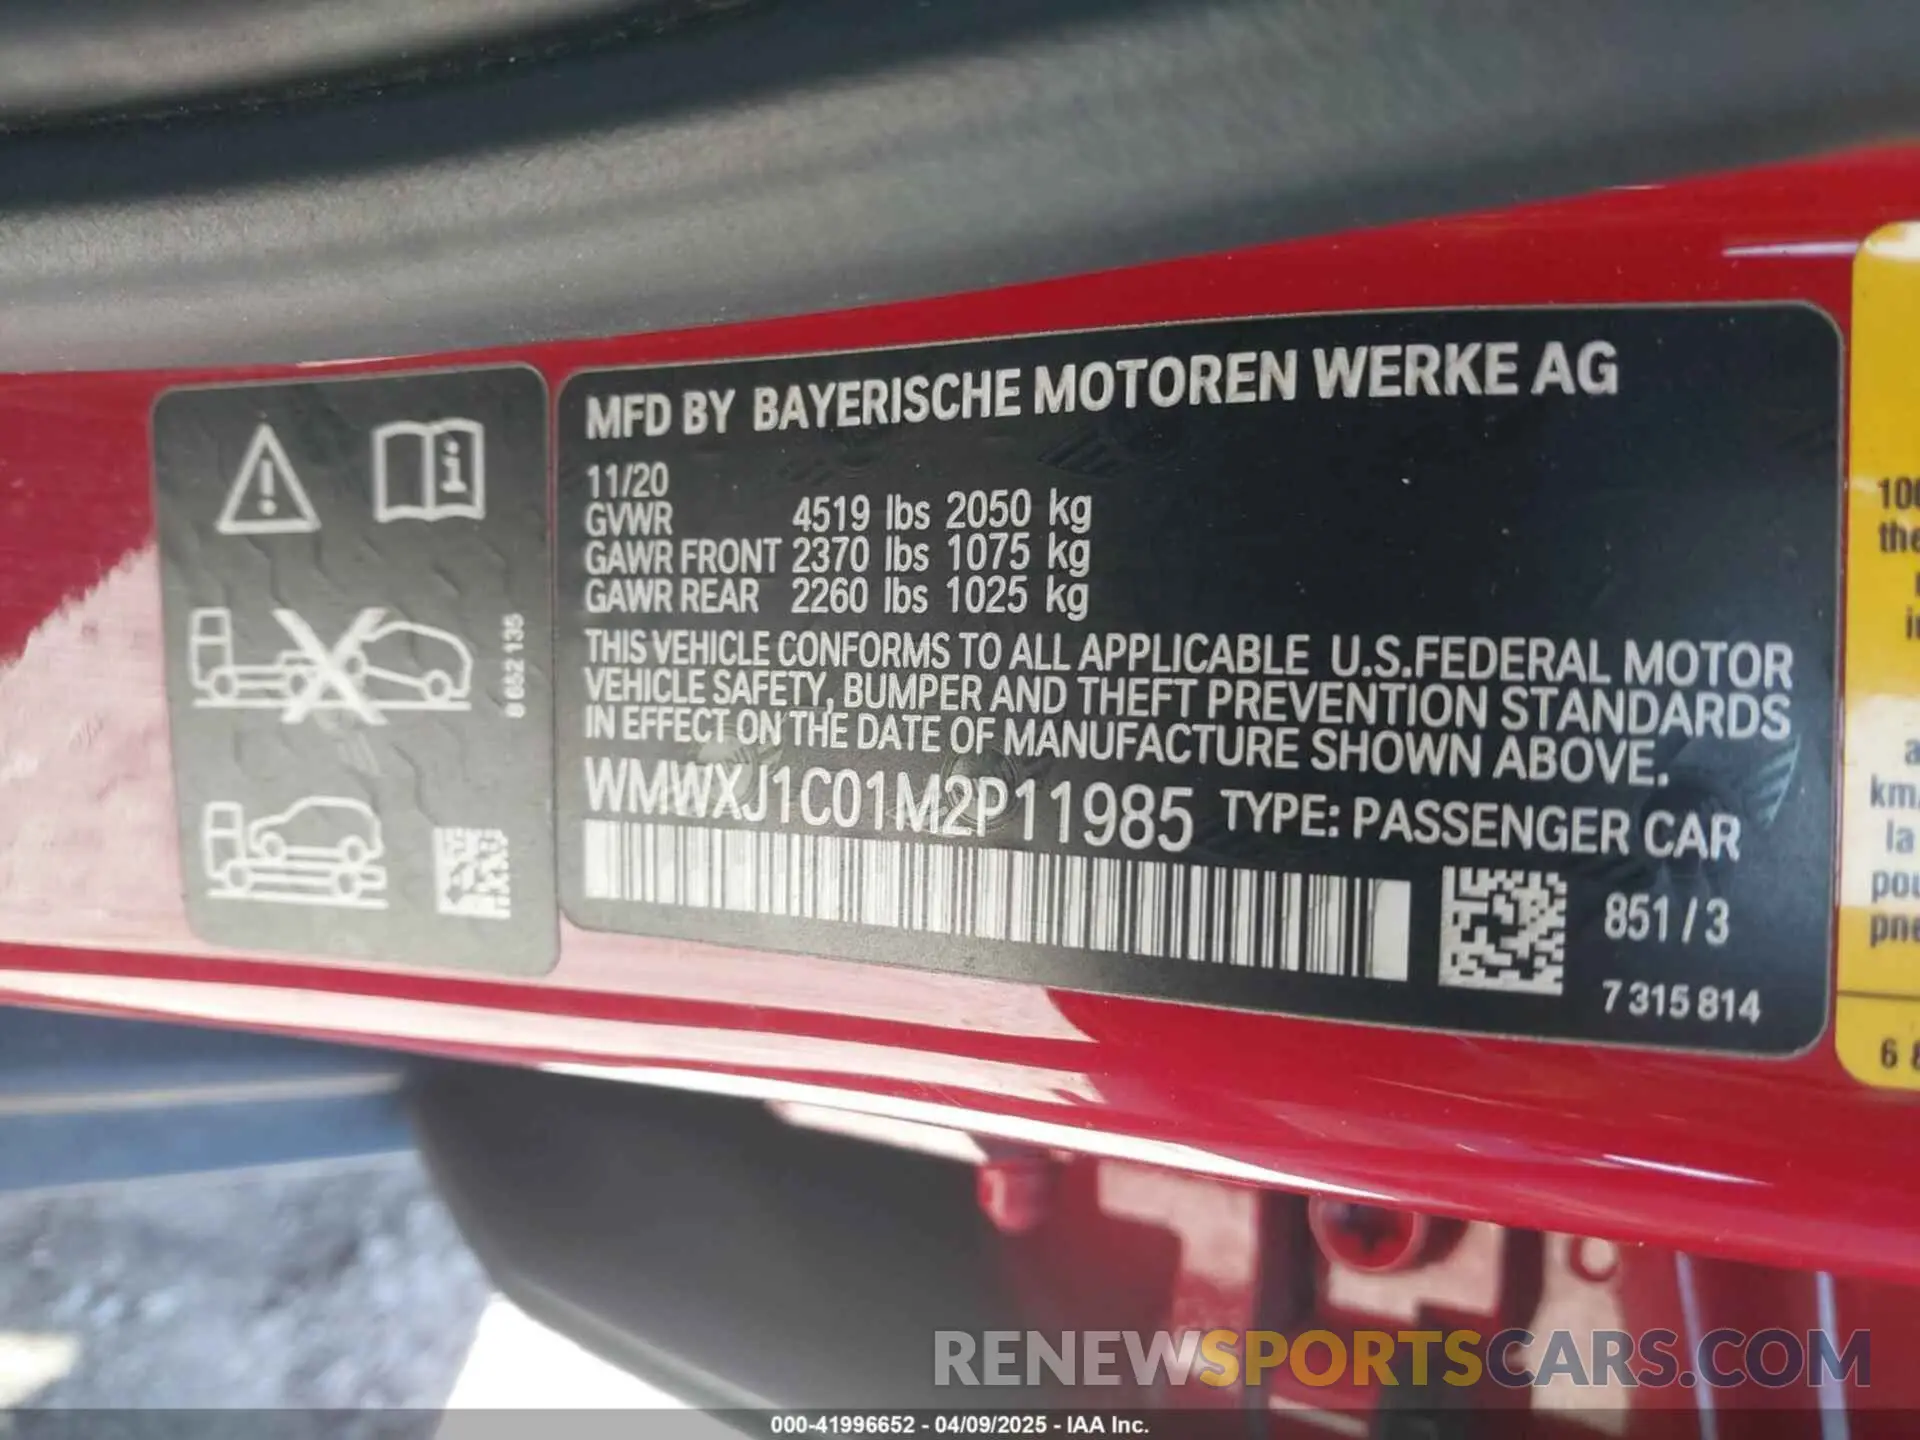 MFD BY BAYERISCHE MOTOREN WERKE AG
11/20
GVWR 4519 lbs 2050 kg
GAWR FRONT 2370 lbs 1075 kg
GAWR REAR 2260 lbs 1025 kg
THIS VEHICLE CONFORMS TO ALL APPLICABLE U.S.FEDERAL MOTOR
VEHICLE SAFETY, BUMPER AND THEFT PREVENTION STANDARDS
IN EFFECT ON THE DATE OF MANUFACTURE SHOWN ABOVE.
WMWXJ1C01M2P11985 TYPE: PASSENGER CAR
851/3
7 315 814
8 652 135
100
the
la
RENEWSPORTSCARS.COM
000-41996652 - 04/09/2025 - IAA Inc.